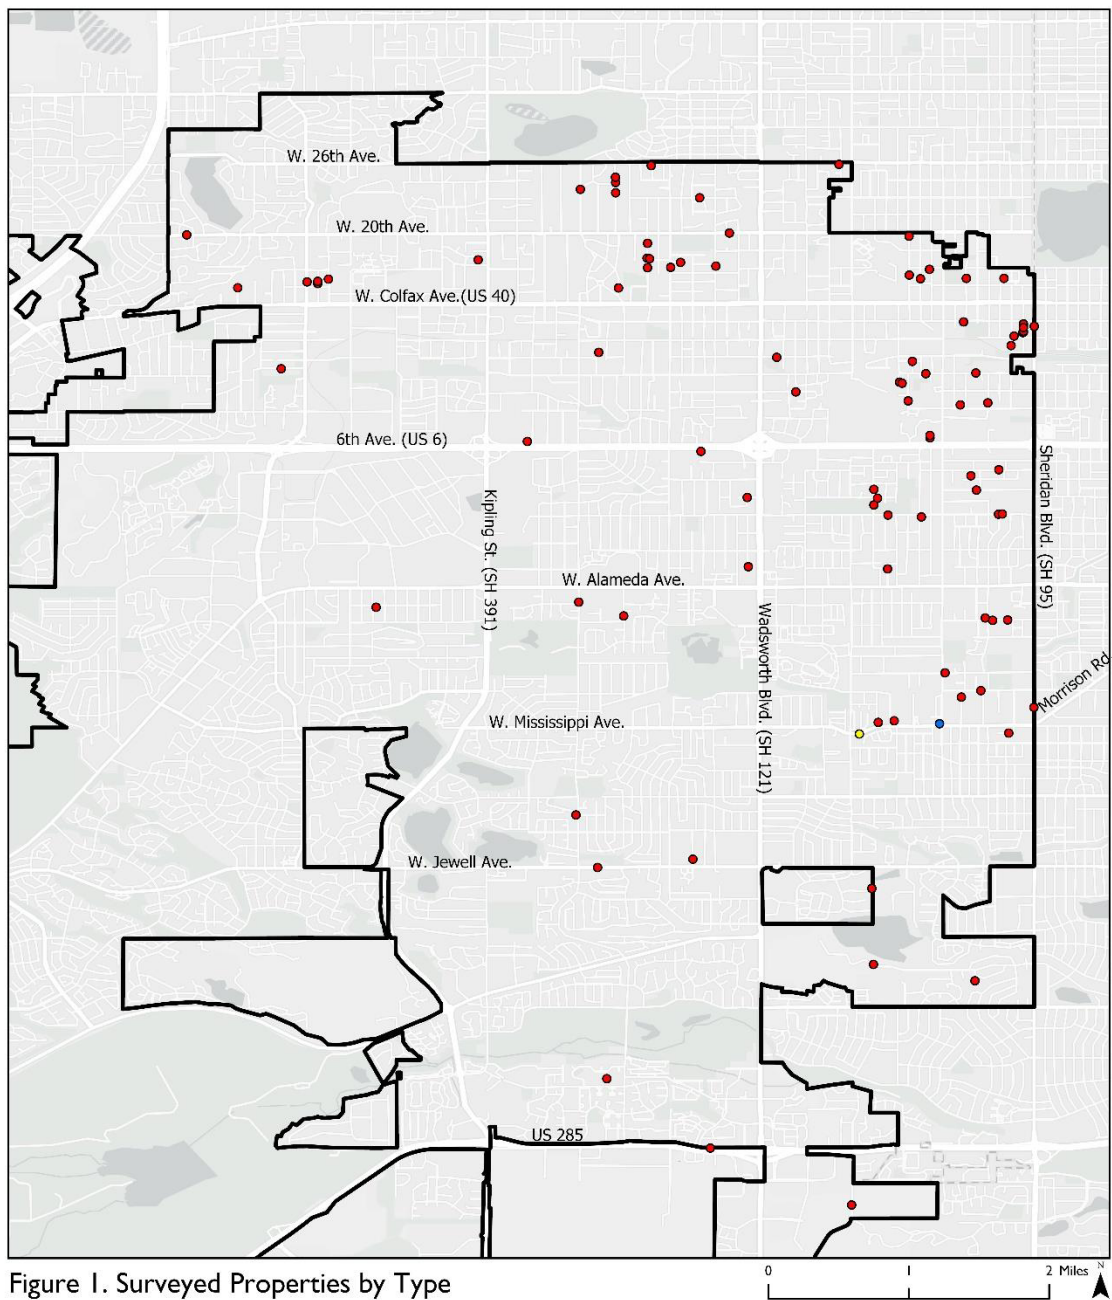 W. 26th Ave.
W. 20th Ave.
W. Colfax Ave.(US 40)
6th Ave. (US 6)
Sheridan Blvd. (SH 95)
Kipling St. (SH 391)
W. Alameda Ave.
Wadsworth Blvd. (SH 121)
Morrison Rd
W. Mississippi Ave.
W. Jewell Ave.
US 285
Figure 1. Surveyed Properties by Type
0 1 2 Miles
N